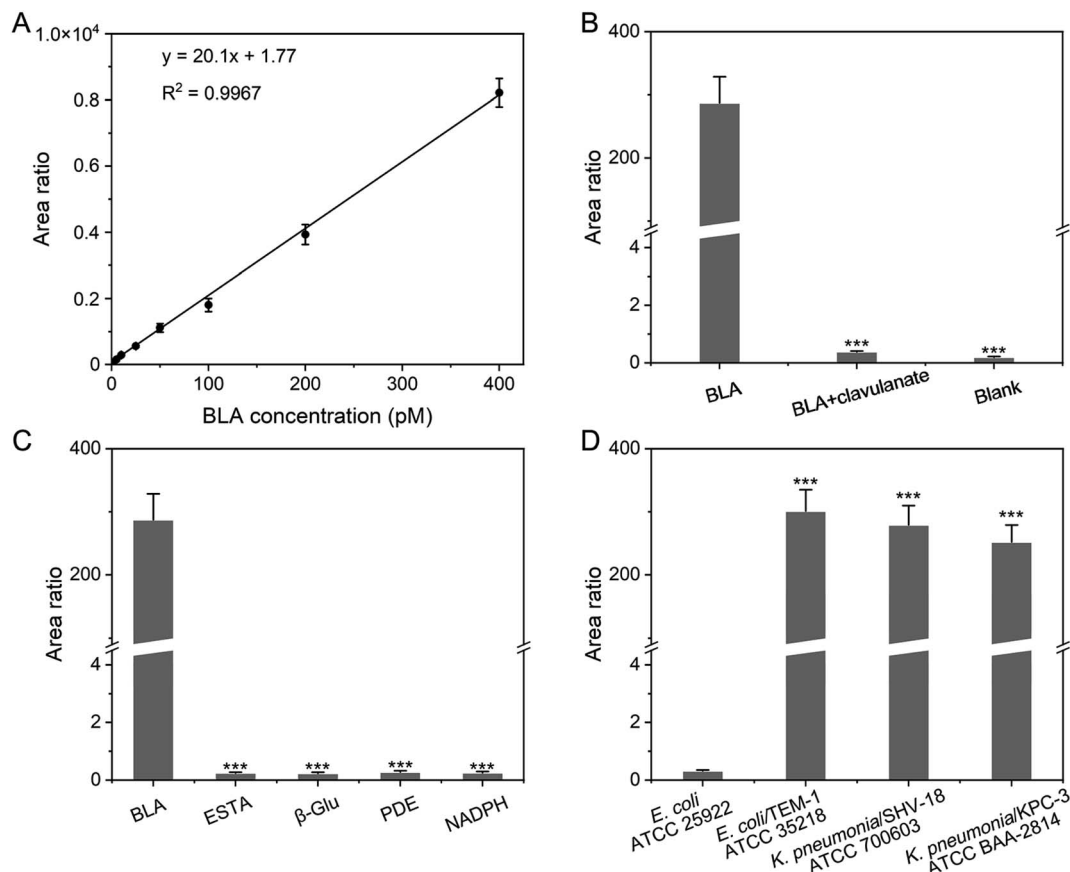 A
1.0×10⁴
y = 20.1x + 1.77
R² = 0.9967
0.8
0.6
0.4
0.2
0
0
100
200
300
400
Area ratio
BLA concentration (pM)
B
400
200
4
2
0
Area ratio
***
***
BLA
BLA+clavulanate
Blank
C
400
200
4
2
0
Area ratio
***
***
***
***
BLA
ESTA
β-Glu
PDE
NADPH
D
400
200
4
2
0
Area ratio
***
***
***
E. coli
ATCC 25922
E. coli/TEM-1
ATCC 35218
K. pneumonia/SHV-18
ATCC 700603
K. pneumonia/KPC-3
ATCC BAA-2814